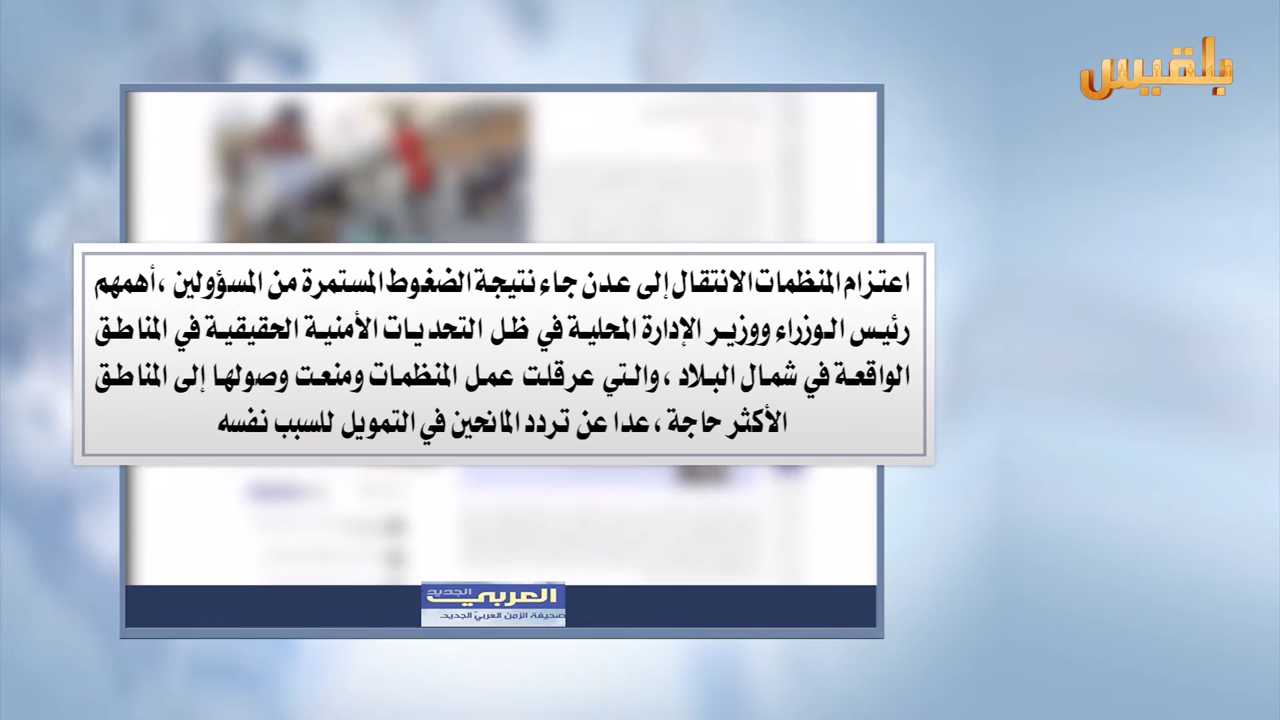 بلقيس
اعتزام المنظمات الانتقال إلى عدن جاء نتيجة الضغوط المستمرة من المسؤولين ، أهمهم
رئيس الوزراء ووزير الإدارة المحلية في ظل التحديات الأمنية الحقيقية في المناطق
الواقعة في شمال البلاد ، والتي عرقلت عمل المنظمات ومنعت وصولها إلى المناطق
الأكثر حاجة ، عدا عن تردد المانحين في التمويل للسبب نفسه
العربي الجديد
صحيفة الزمن العربيّ الجديد.